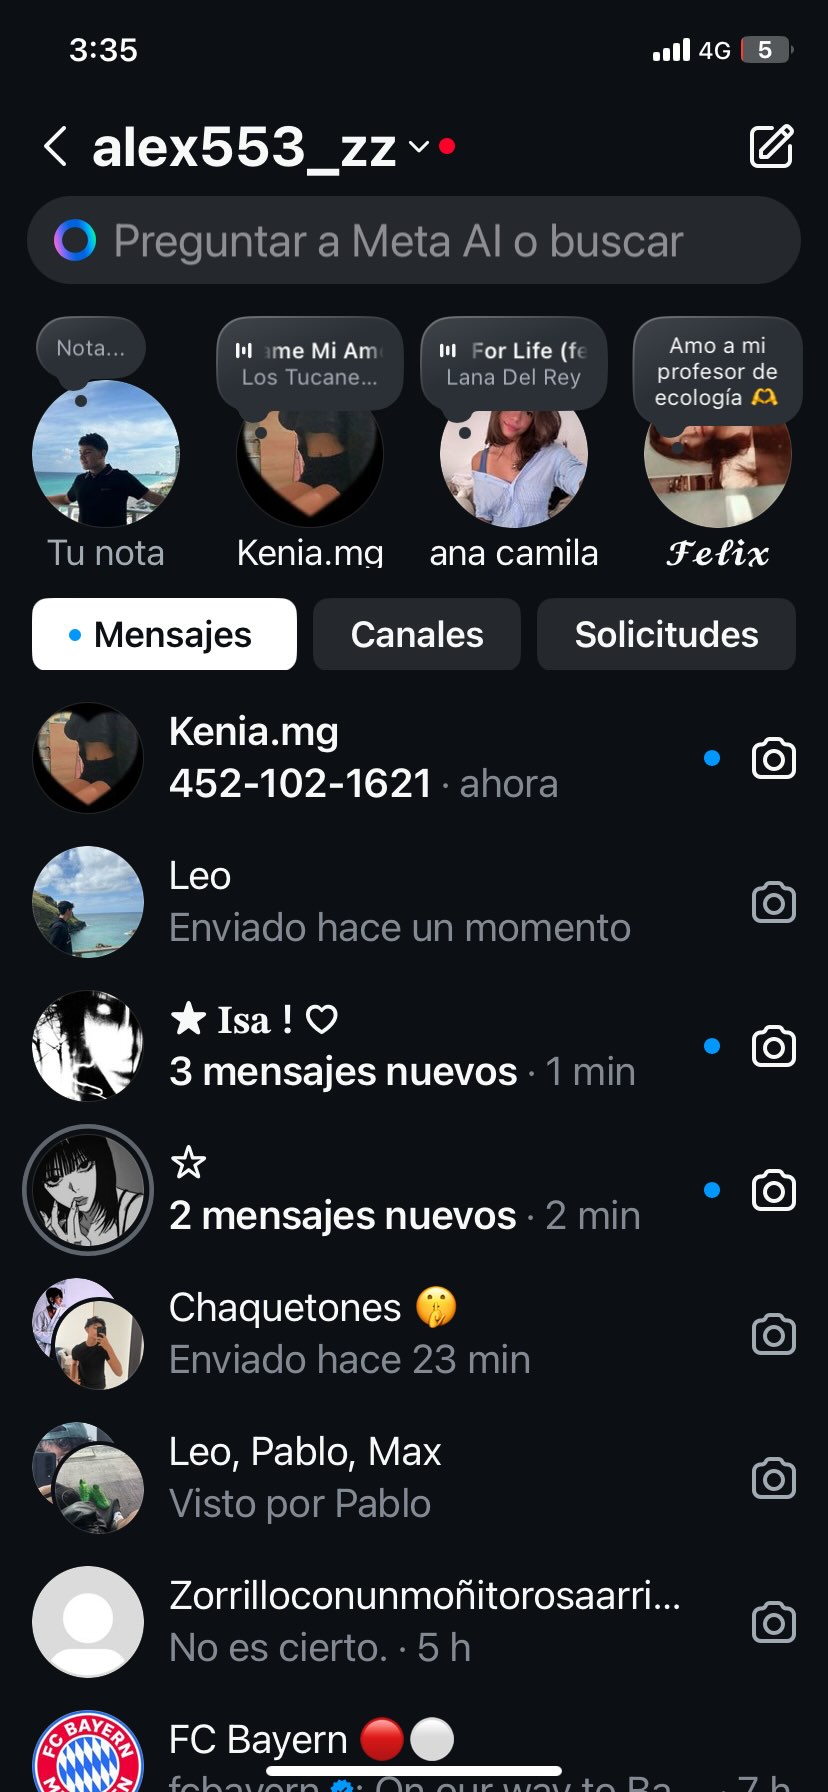 3:35
4G
5
alex553_zz
Preguntar a Meta AI o buscar
Nota...
ame Mi Am
Los Tucane...
For Life (fe
Lana Del Rey
Amo a mi
profesor de
ecología 🫶
Tu nota
Kenia.mg
ana camila
𝓕𝓮𝓵𝓲𝔁
Mensajes
Canales
Solicitudes
Kenia.mg
452-102-1621 · ahora
Leo
Enviado hace un momento
★ 𝐈𝐬𝐚 ! ♡
3 mensajes nuevos · 1 min
☆
2 mensajes nuevos · 2 min
Chaquetones 🤫
Enviado hace 23 min
Leo, Pablo, Max
Visto por Pablo
Zorrilloconunmoñitorosaarri...
No es cierto. · 5 h
FC BAYERN
FC Bayern 🔴⚪
fcbayern : On our way to Ba... · 7 h